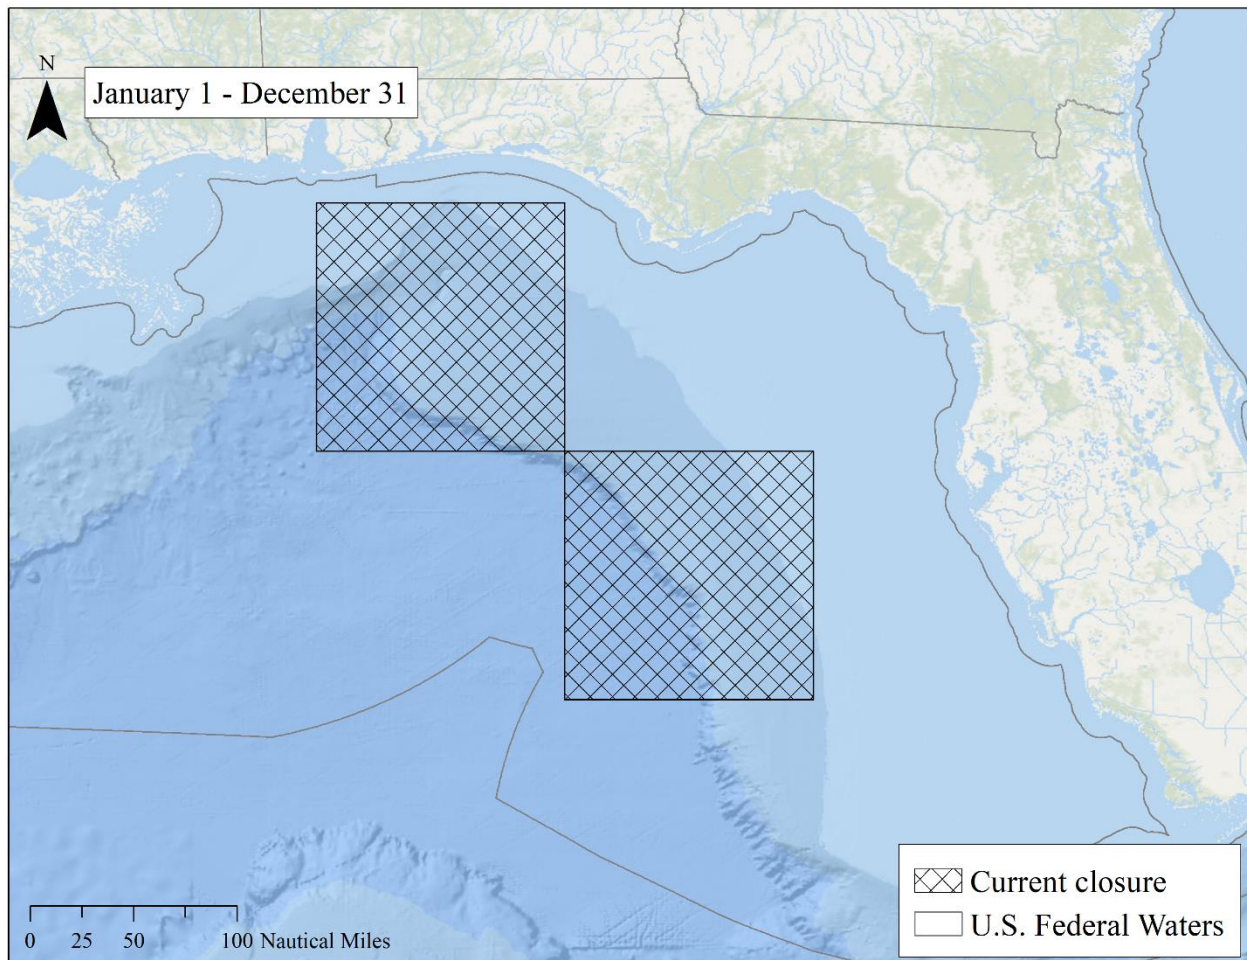 N
January 1 - December 31
Current closure
U.S. Federal Waters
0 25 50 100 Nautical Miles